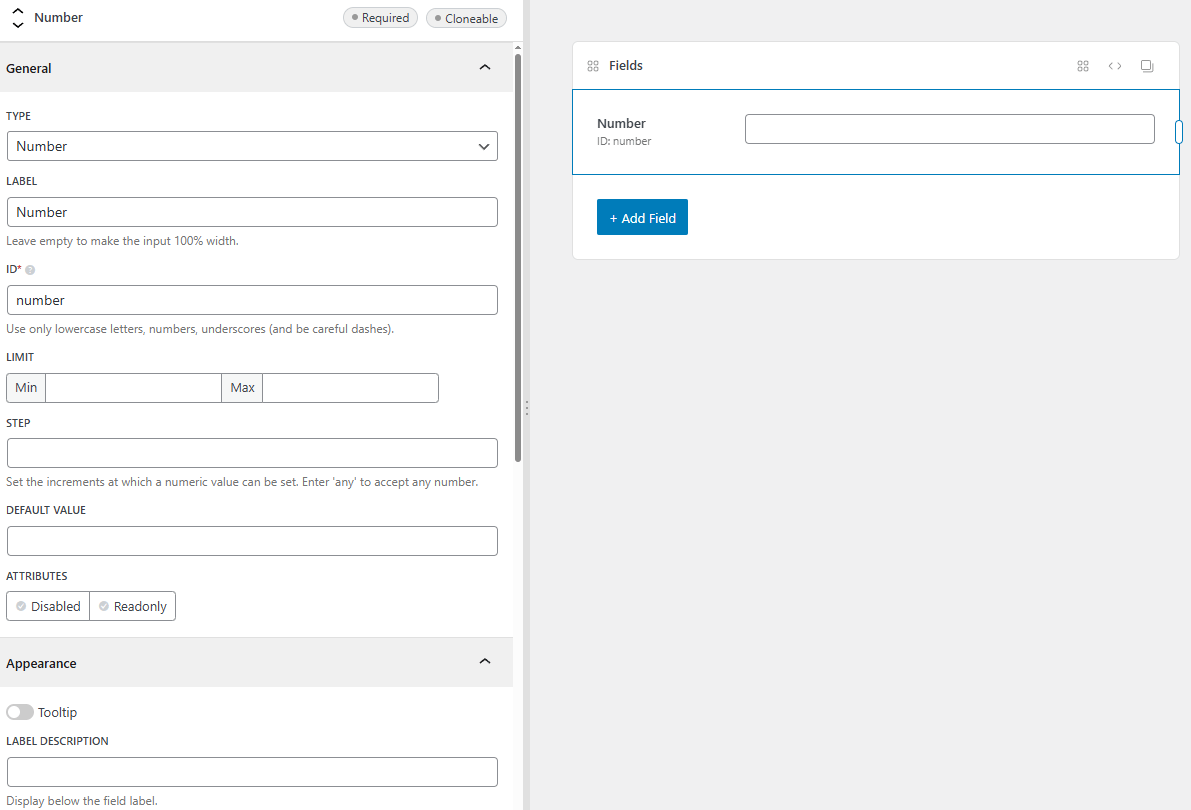 Number
Required
Cloneable
General
TYPE
Number
LABEL
Number
Leave empty to make the input 100% width.
ID*
number
Use only lowercase letters, numbers, underscores (and be careful dashes).
LIMIT
Min
Max
STEP
Set the increments at which a numeric value can be set. Enter 'any' to accept any number.
DEFAULT VALUE
ATTRIBUTES
Disabled
Readonly
Appearance
Tooltip
LABEL DESCRIPTION
Display below the field label.
Fields
Number
ID: number
+ Add Field